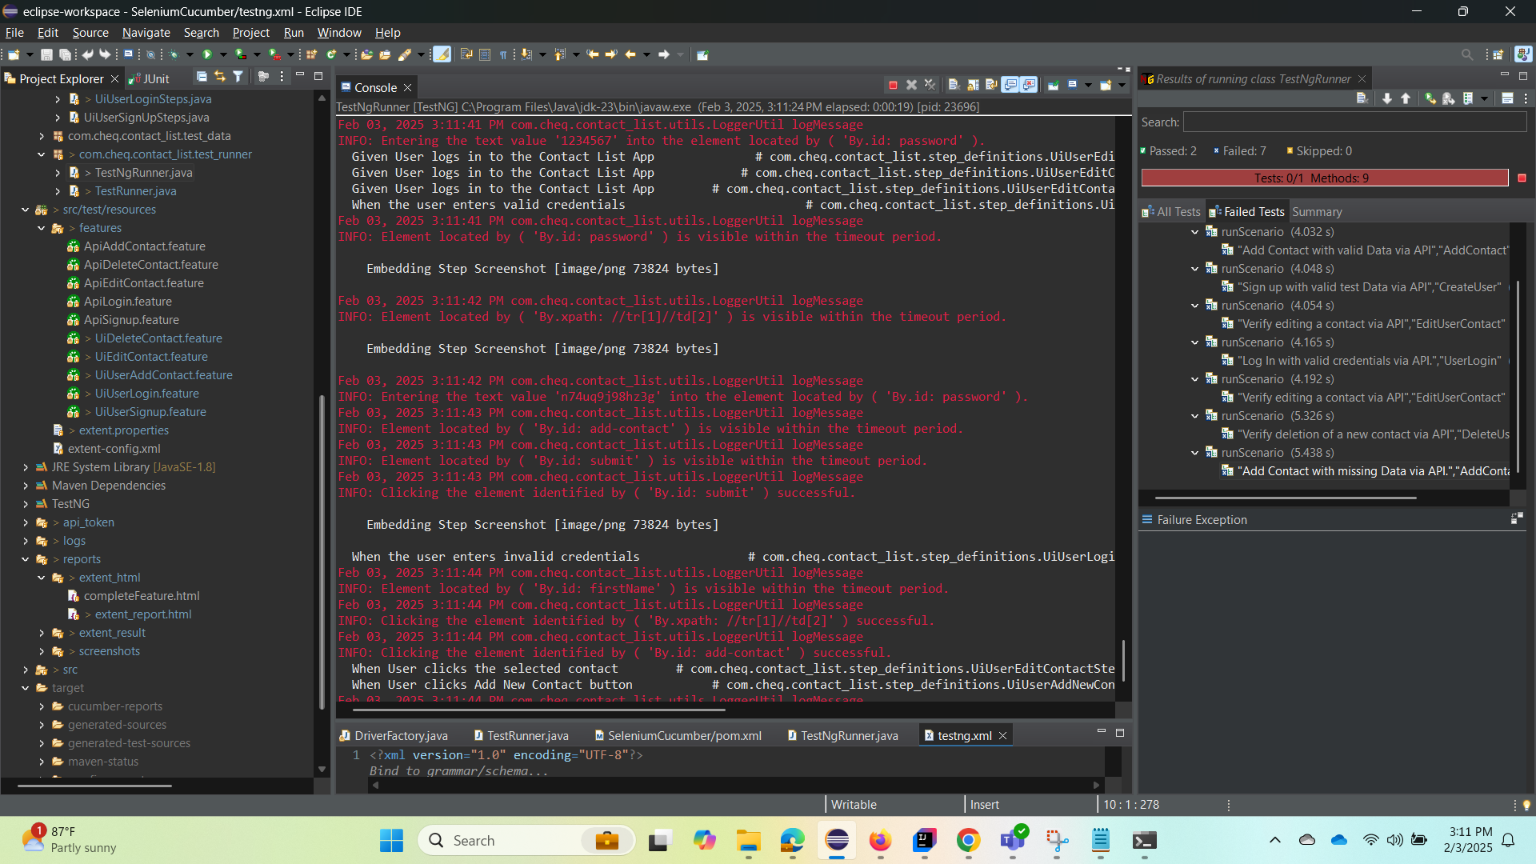 eclipse-workspace - SeleniumCucumber/testng.xml - Eclipse IDE
File Edit Source Navigate Search Project Run Window Help
Project Explorer JUnit
> UiUserLoginSteps.java
UiUserSignUpSteps.java
com.cheq.contact_list.test_data
> com.cheq.contact_list.test_runner
> TestNgRunner.java
> TestRunner.java
> src/test/resources
> features
ApiAddContact.feature
ApiDeleteContact.feature
ApiEditContact.feature
ApiLogin.feature
ApiSignup.feature
> UiDeleteContact.feature
> UiEditContact.feature
> UiUserAddContact.feature
> UiUserLogin.feature
> UiUserSignup.feature
> extent.properties
extent-config.xml
JRE System Library [JavaSE-1.8]
Maven Dependencies
TestNG
> api_token
> logs
> reports
> extent_html
completeFeature.html
> extent_report.html
> extent_result
> screenshots
> src
target
cucumber-reports
generated-sources
generated-test-sources
maven-status
Console
TestNgRunner [TestNG] C:\Program Files\Java\jdk-23\bin\javaw.exe (Feb 3, 2025, 3:11:24 PM elapsed: 0:00:19) [pid: 23696]
Feb 03, 2025 3:11:41 PM com.cheq.contact_list.utils.LoggerUtil logMessage
INFO: Entering the text value '1234567' into the element located by ( 'By.id: password' ).
Given User logs in to the Contact List App # com.cheq.contact_list.step_definitions.UiUserEdi
Given User logs in to the Contact List App # com.cheq.contact_list.step_definitions.UiUserEditC
Given User logs in to the Contact List App # com.cheq.contact_list.step_definitions.UiUserEditConta
When the user enters valid credentials # com.cheq.contact_list.step_definitions.Ui
Feb 03, 2025 3:11:41 PM com.cheq.contact_list.utils.LoggerUtil logMessage
INFO: Element located by ( 'By.id: password' ) is visible within the timeout period.
Embedding Step Screenshot [image/png 73824 bytes]
Feb 03, 2025 3:11:42 PM com.cheq.contact_list.utils.LoggerUtil logMessage
INFO: Element located by ( 'By.xpath: //tr[1]//td[2]' ) is visible within the timeout period.
Embedding Step Screenshot [image/png 73824 bytes]
Feb 03, 2025 3:11:42 PM com.cheq.contact_list.utils.LoggerUtil logMessage
INFO: Entering the text value 'n74uq9j98hz3g' into the element located by ( 'By.id: password' ).
Feb 03, 2025 3:11:43 PM com.cheq.contact_list.utils.LoggerUtil logMessage
INFO: Element located by ( 'By.id: add-contact' ) is visible within the timeout period.
Feb 03, 2025 3:11:43 PM com.cheq.contact_list.utils.LoggerUtil logMessage
INFO: Element located by ( 'By.id: submit' ) is visible within the timeout period.
Feb 03, 2025 3:11:43 PM com.cheq.contact_list.utils.LoggerUtil logMessage
INFO: Clicking the element identified by ( 'By.id: submit' ) successful.
Embedding Step Screenshot [image/png 73824 bytes]
When the user enters invalid credentials # com.cheq.contact_list.step_definitions.UiUserLogi
Feb 03, 2025 3:11:44 PM com.cheq.contact_list.utils.LoggerUtil logMessage
INFO: Element located by ( 'By.id: firstName' ) is visible within the timeout period.
Feb 03, 2025 3:11:44 PM com.cheq.contact_list.utils.LoggerUtil logMessage
INFO: Clicking the element identified by ( 'By.xpath: //tr[1]//td[2]' ) successful.
Feb 03, 2025 3:11:44 PM com.cheq.contact_list.utils.LoggerUtil logMessage
INFO: Clicking the element identified by ( 'By.id: add-contact' ) successful.
When User clicks the selected contact # com.cheq.contact_list.step_definitions.UiUserEditContactSte
When User clicks Add New Contact button # com.cheq.contact_list.step_definitions.UiUserAddNewCon
Feb 03, 2025 3:11:44 PM com.cheq.contact_list.utils.LoggerUtil logMessage
DriverFactory.java TestRunner.java SeleniumCucumber/pom.xml TestNgRunner.java testng.xml
1 <?xml version="1.0" encoding="UTF-8"?>
Bind to grammar/schema...
Results of running class TestNgRunner
Search:
Passed: 2 Failed: 7 Skipped: 0
Tests: 0/1 Methods: 9
All Tests Failed Tests Summary
runScenario (4.032 s)
"Add Contact with valid Data via API","AddContact"
runScenario (4.048 s)
"Sign up with valid test Data via API","CreateUser"
runScenario (4.054 s)
"Verify editing a contact via API","EditUserContact"
runScenario (4.165 s)
"Log In with valid credentials via API.","UserLogin"
runScenario (4.192 s)
"Verify editing a contact via API","EditUserContact"
runScenario (5.326 s)
"Verify deletion of a new contact via API","DeleteUs
runScenario (5.438 s)
"Add Contact with missing Data via API.","AddConta
Failure Exception
Writable Insert 10 : 1 : 278
1
87°F
Partly sunny
Search
3:11 PM
2/3/2025